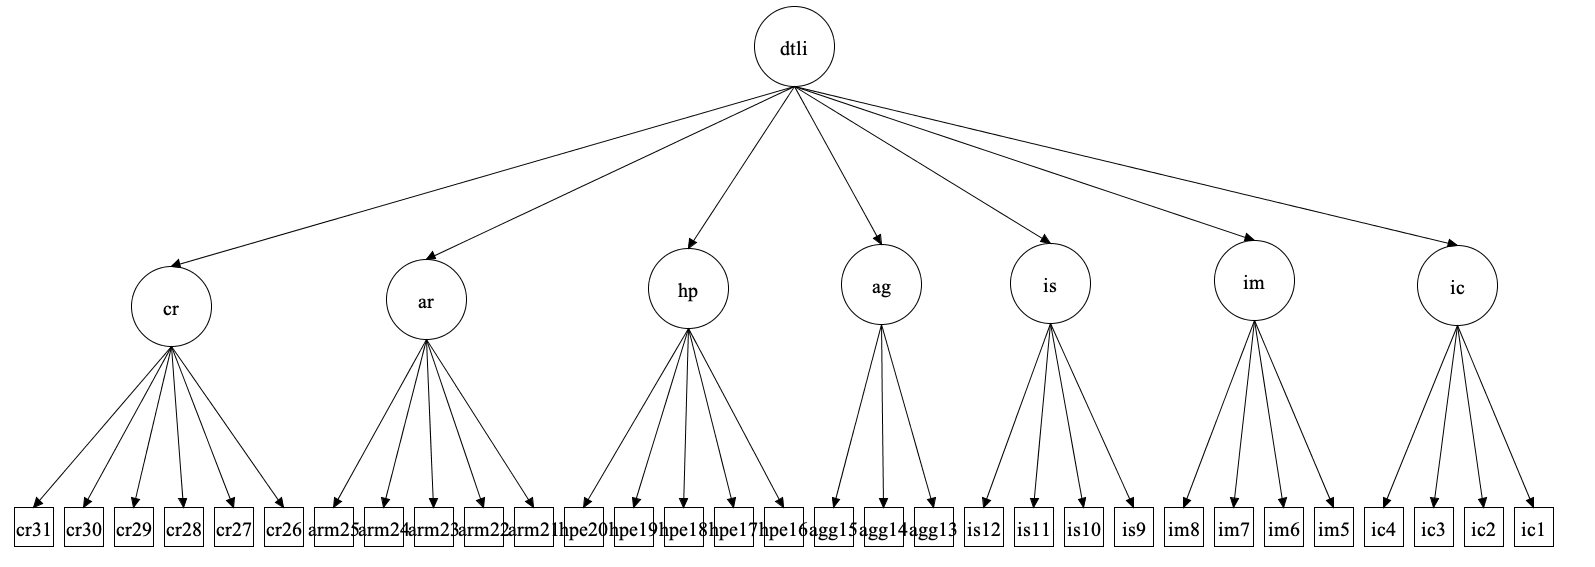 dtli
cr ar hp ag is im ic
cr31 cr30 cr29 cr28 cr27 cr26 arm25 arm24 arm23 arm22 arm21 hpe20 hpe19 hpe18 hpe17 hpe16 agg15 agg14 agg13 is12 is11 is10 is9 im8 im7 im6 im5 ic4 ic3 ic2 ic1